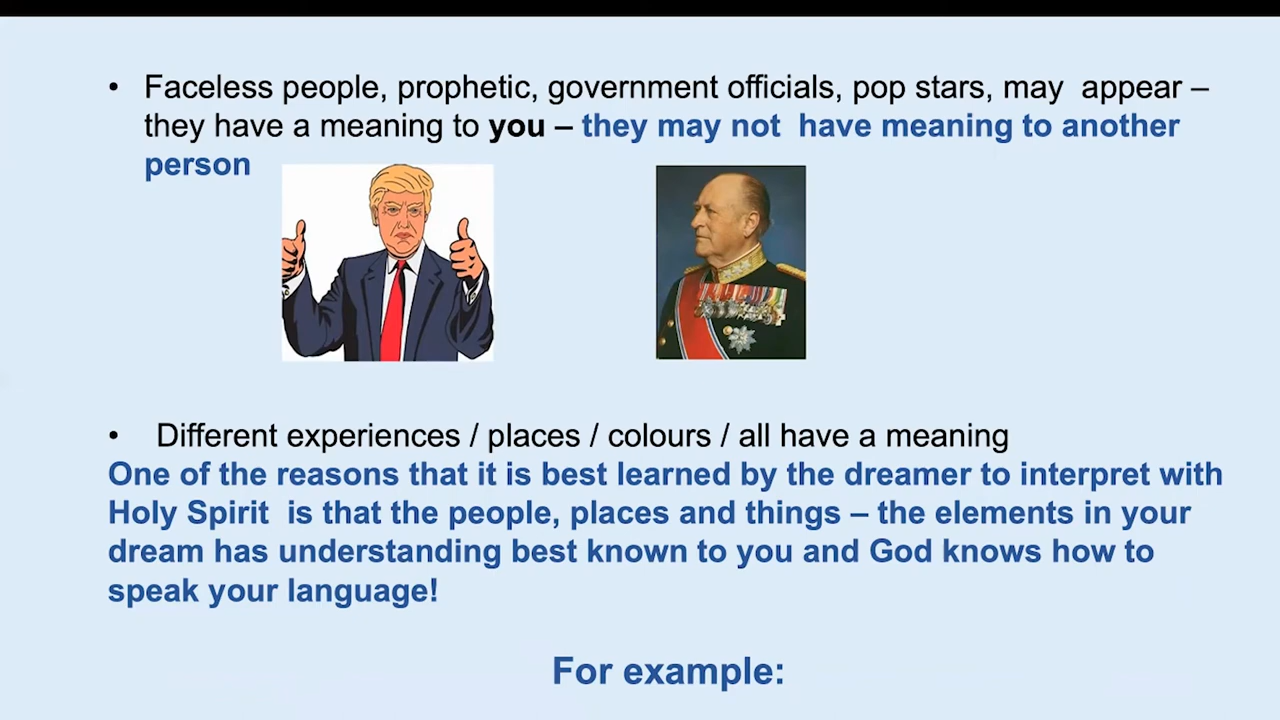 • Faceless people, prophetic, government officials, pop stars, may  appear –
they have a meaning to you – they may not  have meaning to another
person
•  Different experiences / places / colours / all have a meaning
One of the reasons that it is best learned by the dreamer to interpret with
Holy Spirit  is that the people, places and things – the elements in your
dream has understanding best known to you and God knows how to
speak your language!
For example: